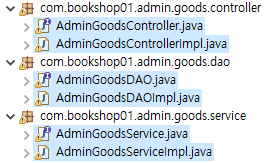 com.bookshop01.admin.goods.controller
AdminGoodsController.java
AdminGoodsControllerImpl.java
com.bookshop01.admin.goods.dao
AdminGoodsDAO.java
AdminGoodsDAOImpl.java
com.bookshop01.admin.goods.service
AdminGoodsService.java
AdminGoodsServiceImpl.java